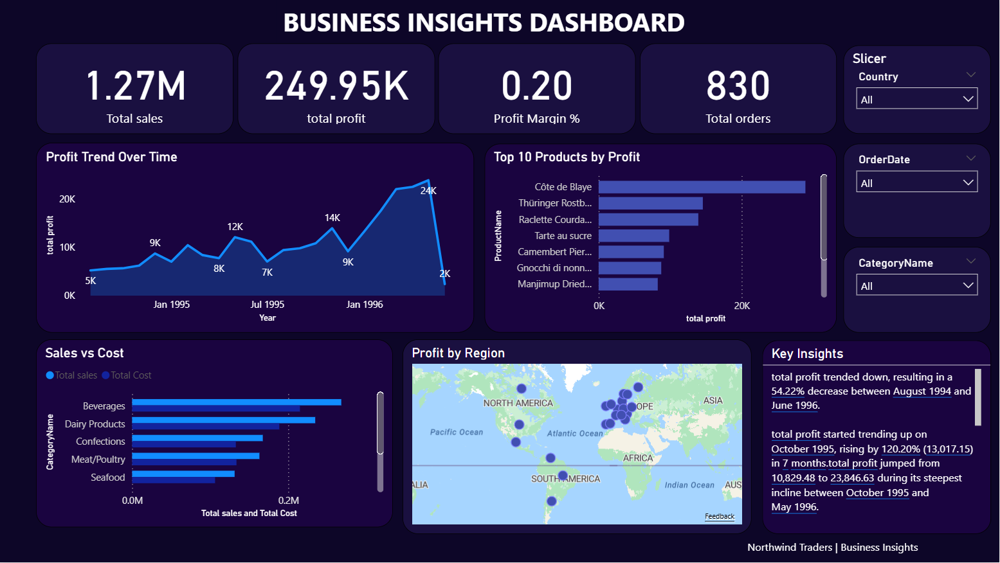 BUSINESS INSIGHTS DASHBOARD
1.27M
Total sales
249.95K
total profit
0.20
Profit Margin %
830
Total orders
Slicer
Country
All
Profit Trend Over Time
total profit
20K
10K
0K
5K
9K
8K
12K
7K
14K
9K
24K
2K
Jan 1995
Jul 1995
Jan 1996
Year
Top 10 Products by Profit
ProductName
Côte de Blaye
Thüringer Rostb...
Raclette Courda...
Tarte au sucre
Camembert Pier...
Gnocchi di nonn...
Manjimup Dried...
0K
20K
total profit
OrderDate
All
CategoryName
All
Sales vs Cost
Total sales
Total Cost
CategoryName
Beverages
Dairy Products
Confections
Meat/Poultry
Seafood
0.0M
0.2M
Total sales and Total Cost
Profit by Region
NORTH AMERICA
OPE
ASIA
Pacific Ocean
Atlantic Ocean
AFRICA
SOUTH AMERICA
ALIA
Indian Ocean
AUS
Feedback
Key Insights
total profit trended down, resulting in a
54.22% decrease between August 1994 and
June 1996.
total profit started trending up on
October 1995, rising by 120.20% (13,017.15)
in 7 months.total profit jumped from
10,829.48 to 23,846.63 during its steepest
incline between October 1995 and
May 1996.
Northwind Traders | Business Insights